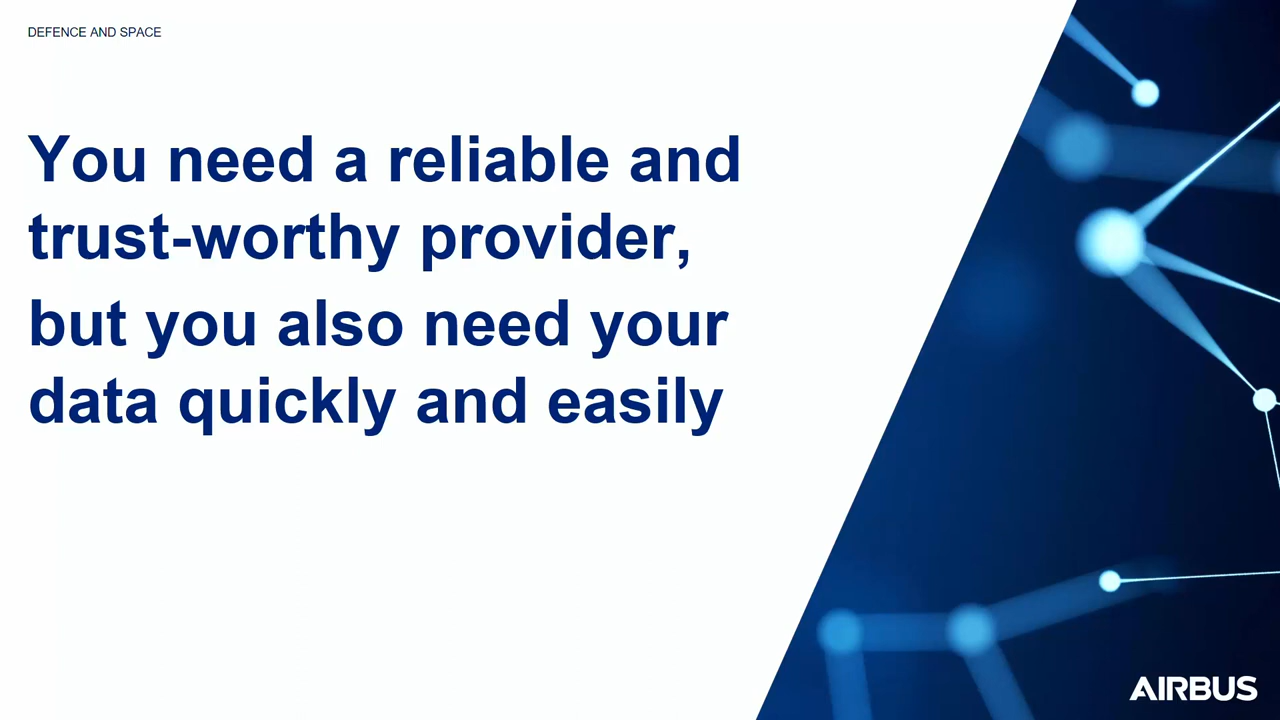 DEFENCE AND SPACE
You need a reliable and
trust-worthy provider,
but you also need your
data quickly and easily
AIRBUS